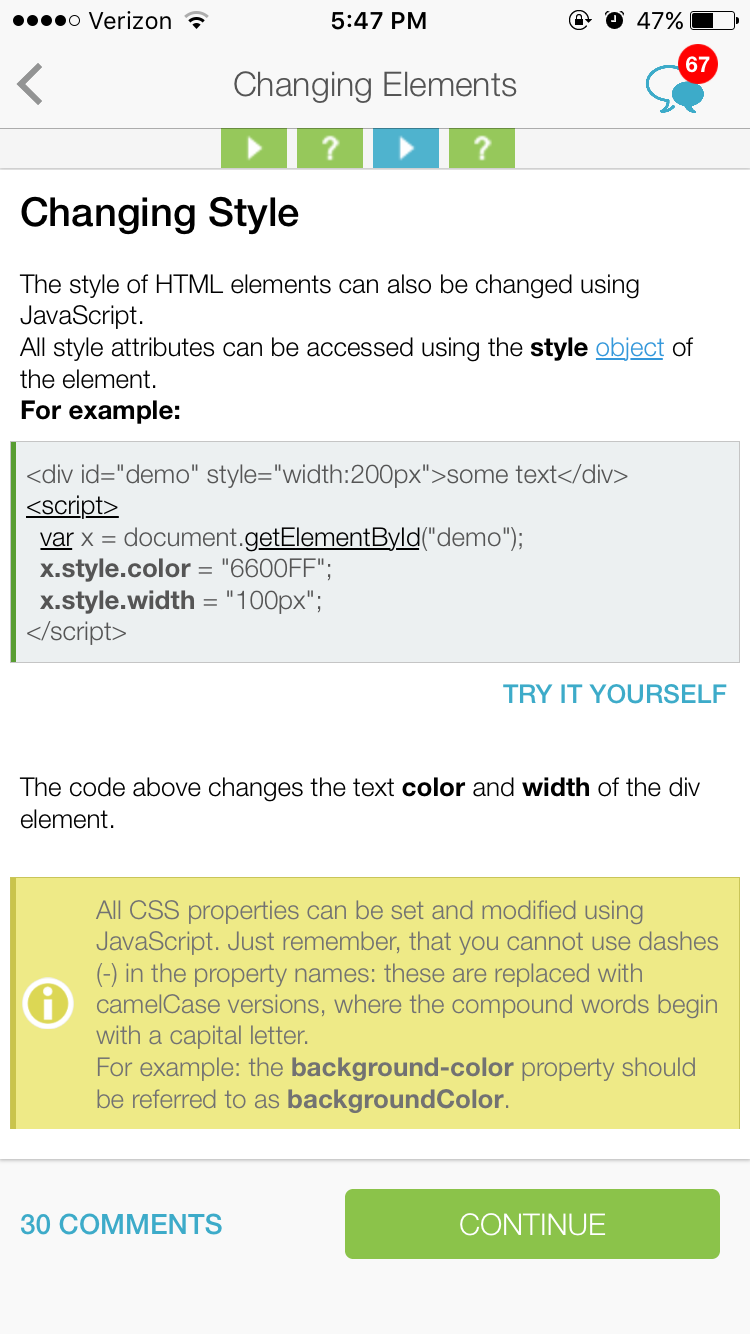 Verizon 5:47 PM 47%
Changing Elements 67
? ?
Changing Style
The style of HTML elements can also be changed using
JavaScript.
All style attributes can be accessed using the style object of
the element.
For example:
<div id="demo" style="width:200px">some text</div>
<script>
var x = document.getElementById("demo");
x.style.color = "6600FF";
x.style.width = "100px";
</script>
TRY IT YOURSELF
The code above changes the text color and width of the div
element.
All CSS properties can be set and modified using
JavaScript. Just remember, that you cannot use dashes
(-) in the property names: these are replaced with
camelCase versions, where the compound words begin
with a capital letter.
For example: the background-color property should
be referred to as backgroundColor.
30 COMMENTS CONTINUE